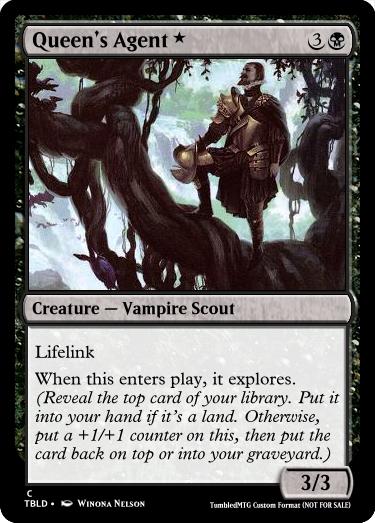 Queen's Agent ★ 3
Creature — Vampire Scout
Lifelink
When this enters play, it explores.
(Reveal the top card of your library. Put it
into your hand if it's a land. Otherwise,
put a +1/+1 counter on this, then put the
card back on top or into your graveyard.)
3/3
C
TBLD • Winona Nelson
TumbledMTG Custom Format (NOT FOR SALE)